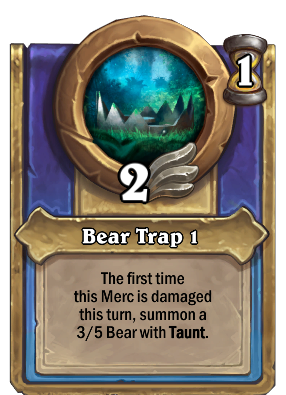 1
2
Bear Trap 1
The first time
this Merc is damaged
this turn, summon a
3/5 Bear with Taunt.